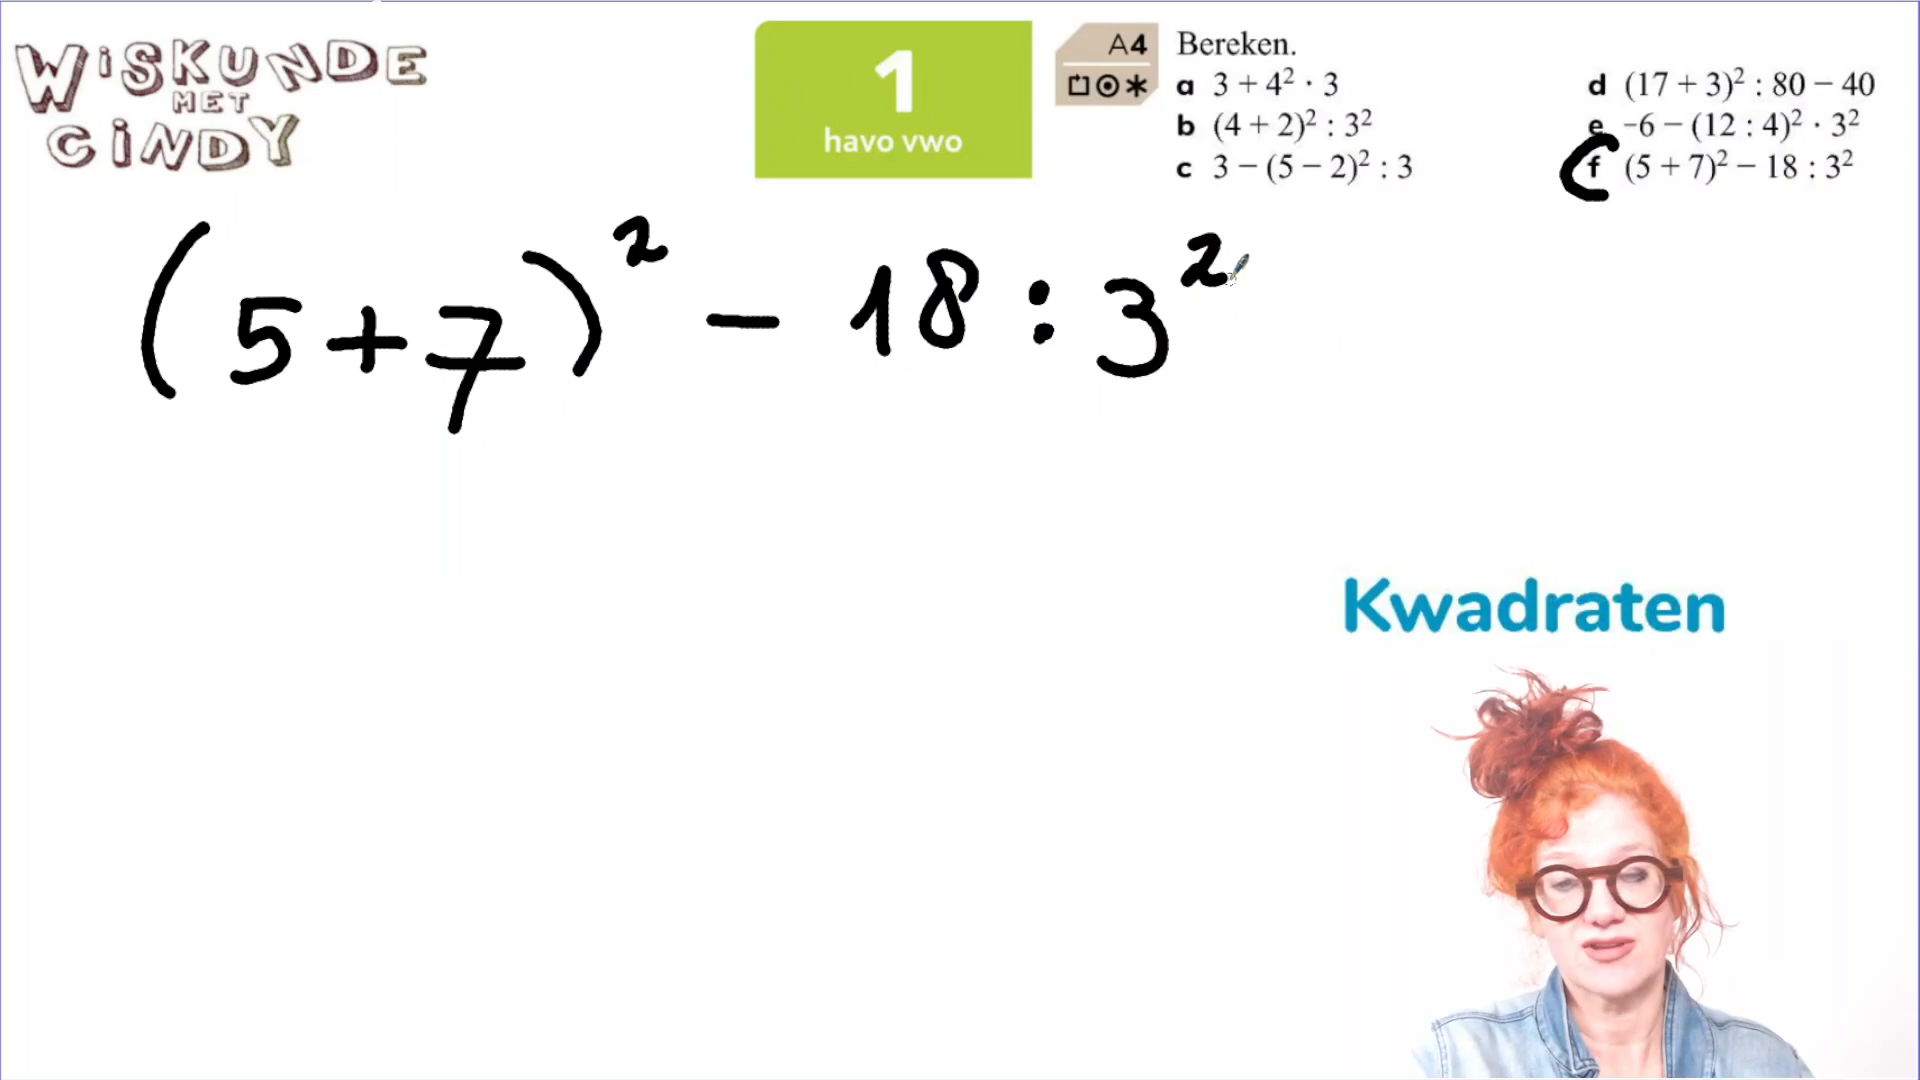 WiSKUNDE
MET
CiNDY
1
havo vwo
A4
Bereken.
a 3 + 4² · 3
b (4 + 2)² : 3²
c 3 − (5 − 2)² : 3
d (17 + 3)² : 80 − 40
e -6 − (12 : 4)² · 3²
f (5 + 7)² − 18 : 3²
(5+7)² − 18 : 3²
Kwadraten